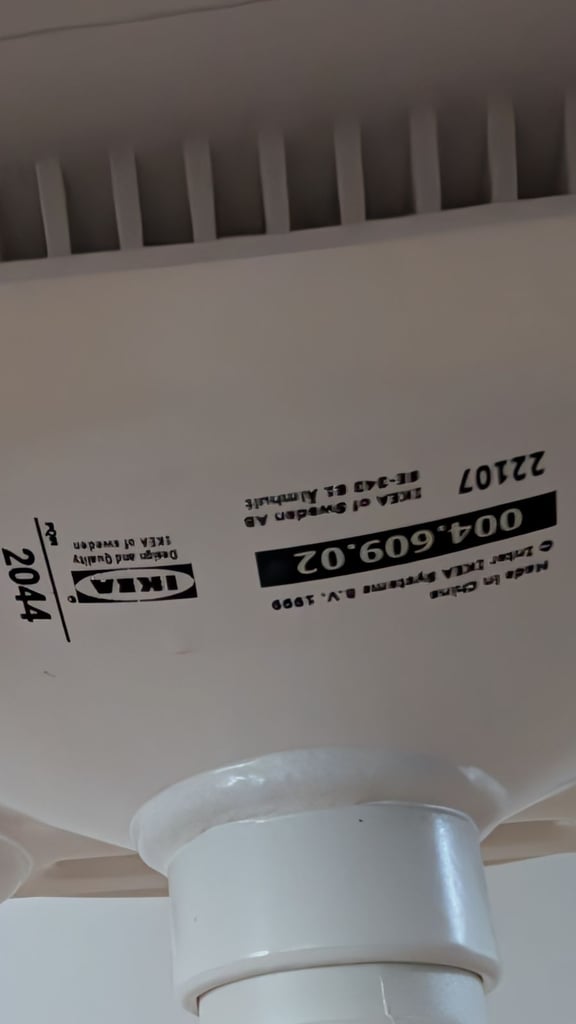 Made in China
© Inter IKEA Systems B.V. 1999
004.609.02
22107
IKEA of Sweden AB
SE-343 81 Älmhult
IKEA®
Design and Quality
IKEA of Sweden
2044